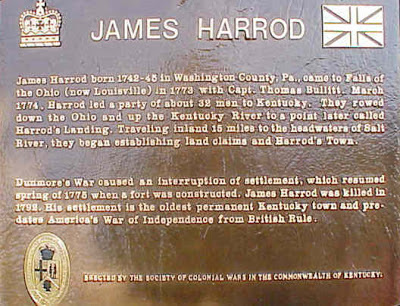 JAMES HARROD
James Harrod born 1742-45 in Washington County, Pa., came to Falls of
the Ohio (now Louisville) in 1773 with Capt. Thomas Bullitt. March
1774, Harrod led a party of about 32 men to Kentucky. They rowed
down the Ohio and up the Kentucky River to a point later called
Harrod's Landing. Traveling inland 15 miles to the headwaters of Salt
River, they began establishing land claims and Harrod's Town.
Dunmore's War caused an interruption of settlement, which resumed
spring of 1775 when a fort was constructed. James Harrod was killed in
1792. His settlement is the oldest permanent Kentucky town and pre-
dates America's War of Independence from British Rule.
ERECTED BY THE SOCIETY OF COLONIAL WARS IN THE COMMONWEALTH OF KENTUCKY.